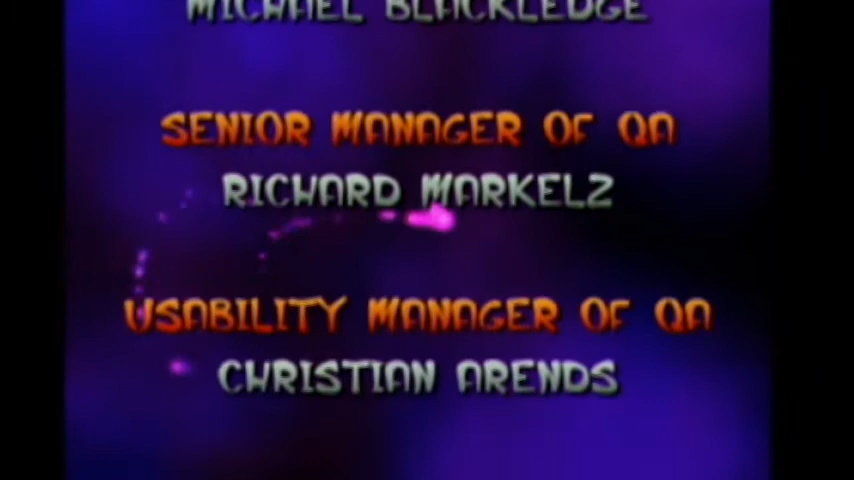 MICHAEL BLACKLEDGE
SENIOR MANAGER OF QA
RICHARD MARKELZ
USABILITY MANAGER OF QA
CHRISTIAN ARENDS